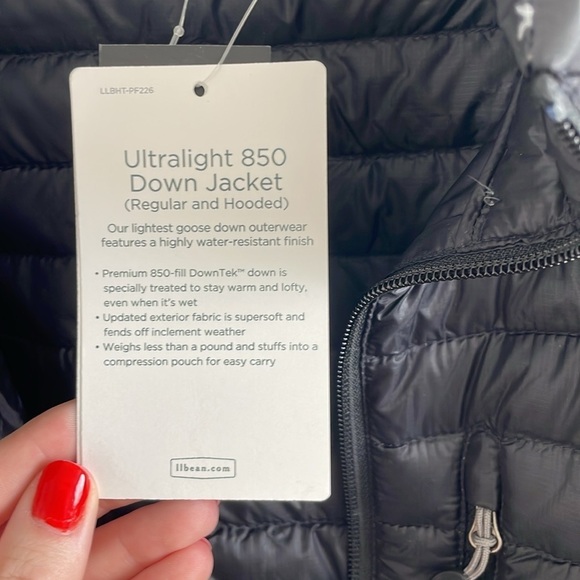 LLBHT-PF226
Ultralight 850
Down Jacket
(Regular and Hooded)
Our lightest goose down outerwear
features a highly water-resistant finish
• Premium 850-fill DownTek™ down is
specially treated to stay warm and lofty,
even when it's wet
• Updated exterior fabric is supersoft and
fends off inclement weather
• Weighs less than a pound and stuffs into a
compression pouch for easy carry
llbean.com